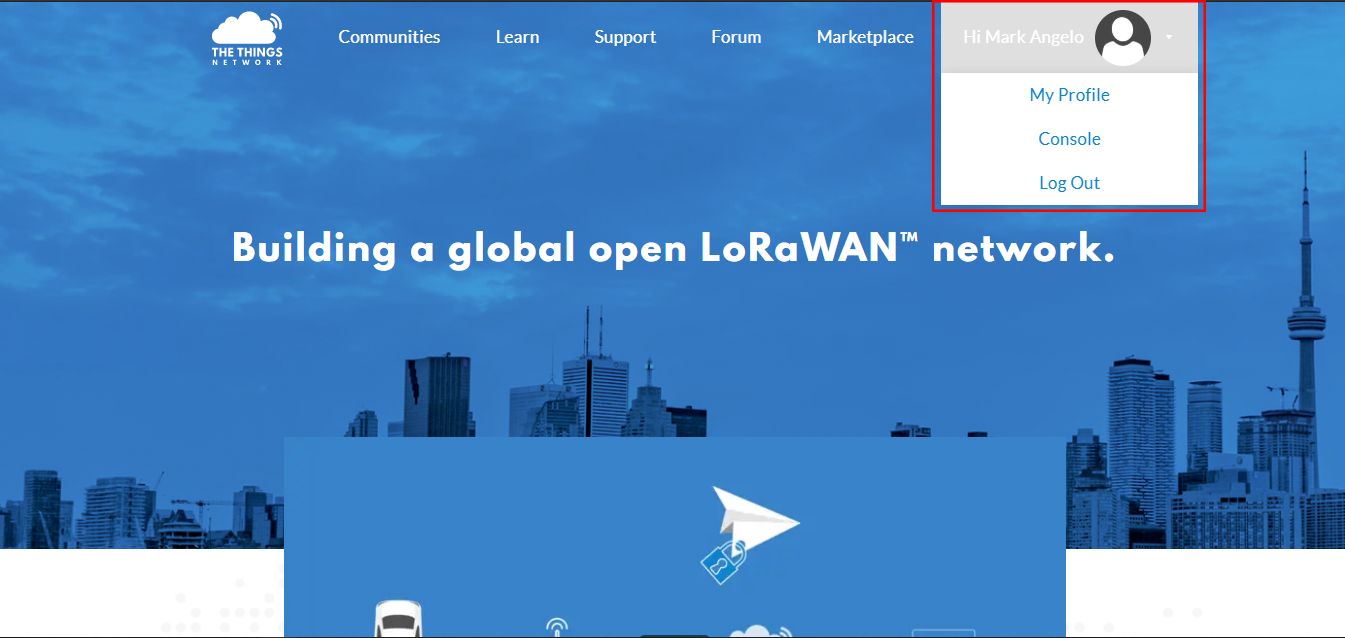 THE THINGS
NETWORK
Communities
Learn
Support
Forum
Marketplace
Hi Mark Angelo
My Profile
Console
Log Out
Building a global open LoRaWAN™ network.